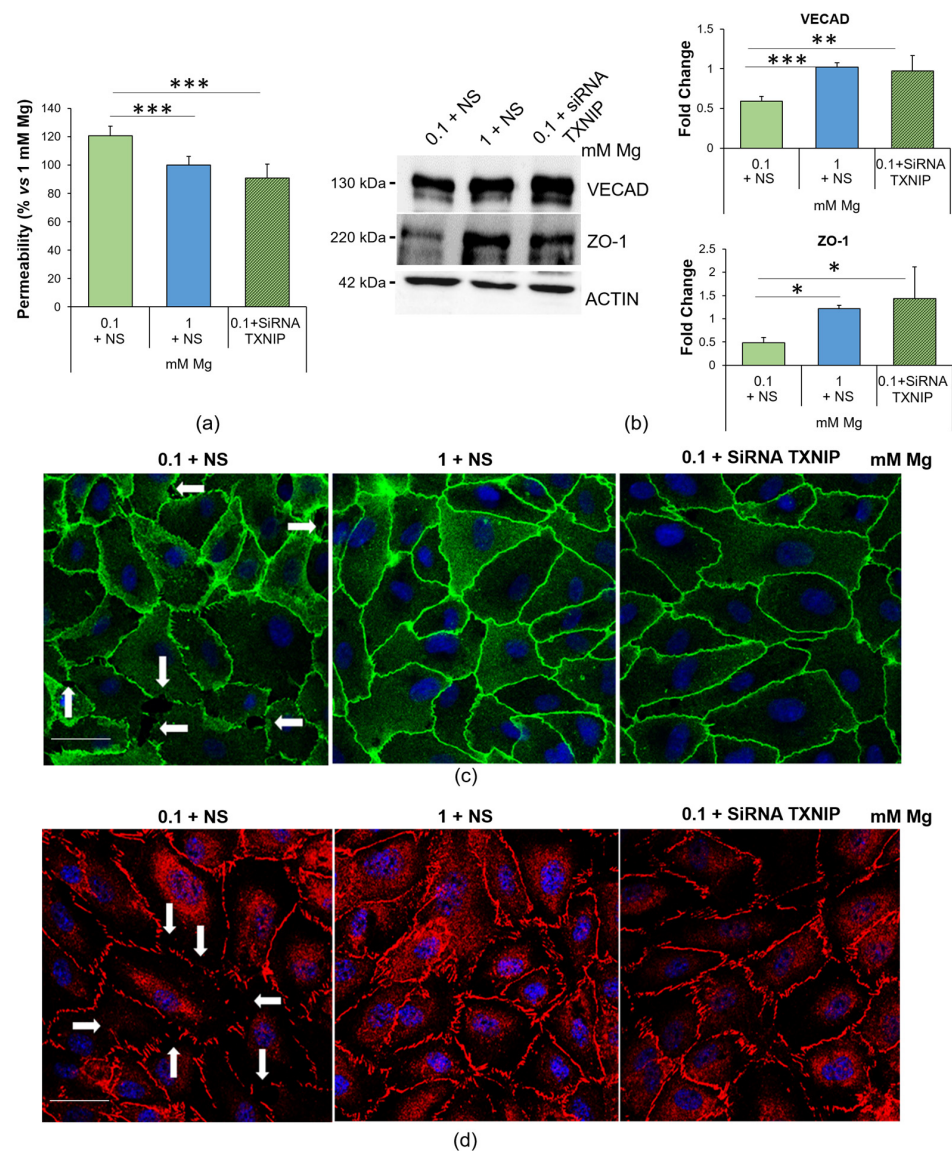 ***
***
Permeability (% vs 1 mM Mg)
140
120
100
80
60
40
20
0
0.1 + NS
1 + NS
0.1+SiRNA TXNIP
mM Mg
(a)
0.1 + NS
1 + NS
0.1 + siRNA TXNIP
mM Mg
130 kDa
VECAD
220 kDa
ZO-1
42 kDa
ACTIN
VECAD
**
***
Fold Change
1.5
1
0.5
0
0.1 + NS
1 + NS
0.1+SiRNA TXNIP
mM Mg
ZO-1
*
*
Fold Change
2.5
2
1.5
1
0.5
0
0.1 + NS
1 + NS
0.1+SiRNA TXNIP
mM Mg
(b)
0.1 + NS
1 + NS
0.1 + SiRNA TXNIP
mM Mg
(c)
0.1 + NS
1 + NS
0.1 + SiRNA TXNIP
mM Mg
(d)